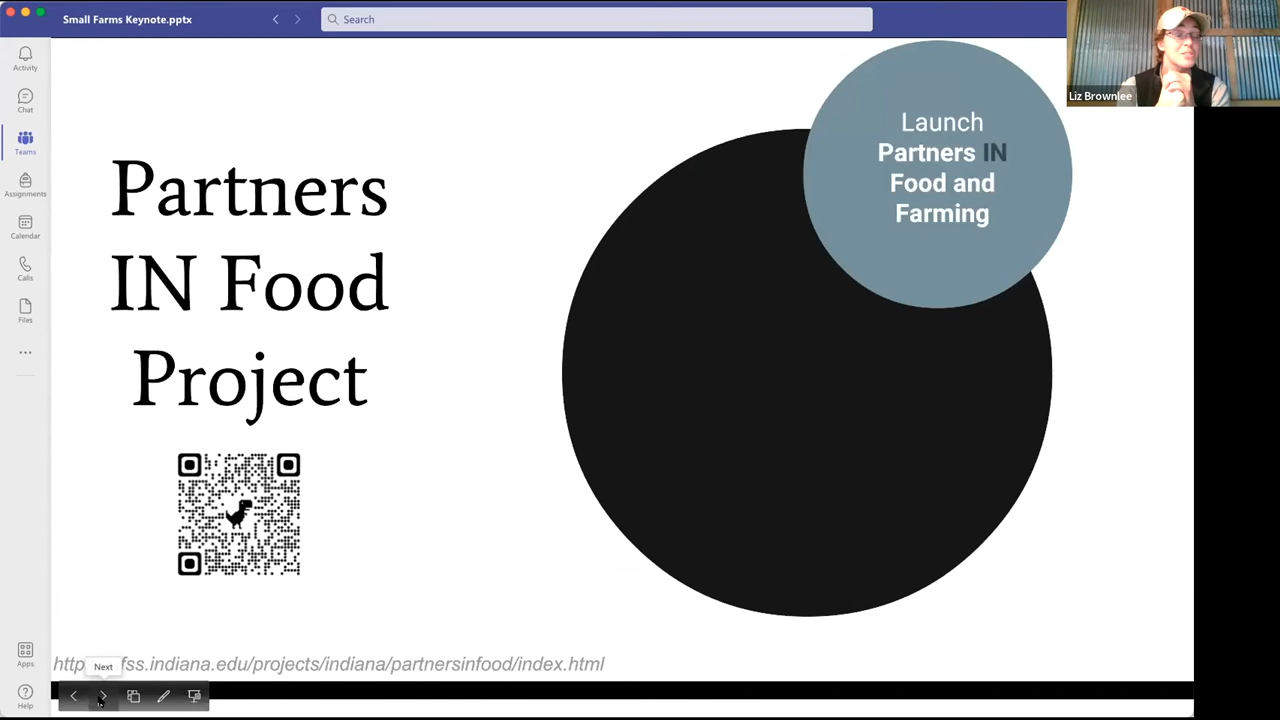 Small Farms Keynote.pptx
Search
Liz Brownlee
Activity
Chat
Teams
Assignments
Calendar
Calls
Files
Apps
Help
Partners
IN Food
Project
Launch
Partners IN
Food and
Farming
fss.indiana.edu/projects/indiana/partnersinfood/index.html
Next